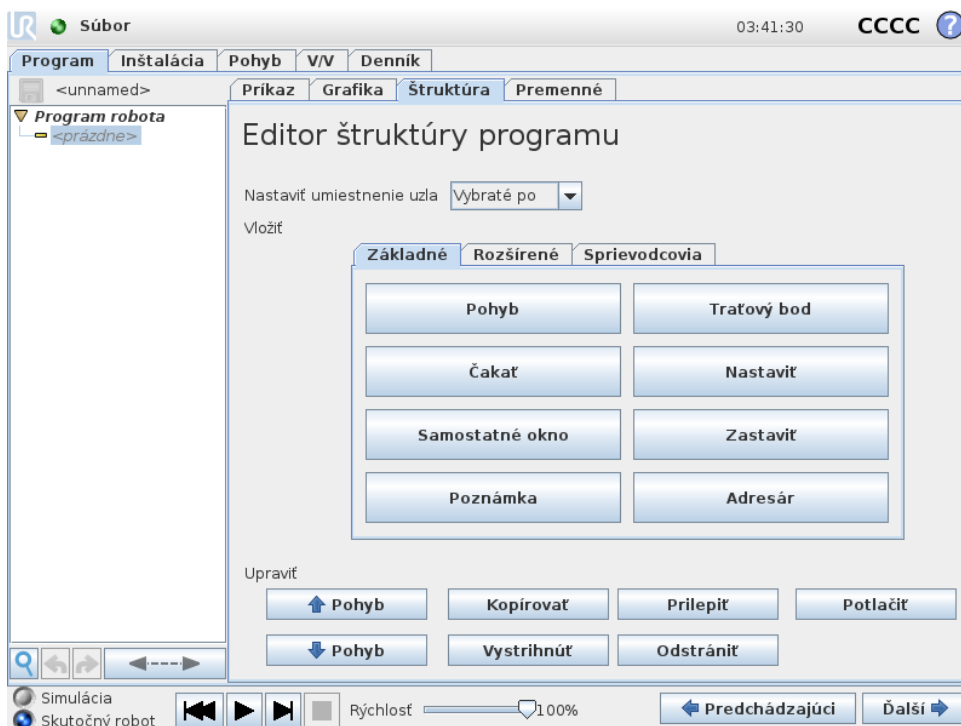 UR Súbor 03:41:30 CCCC ?
Program Inštalácia Pohyb V/V Denník
<unnamed> Príkaz Grafika Štruktúra Premenné
Program robota
<prázdne>
Editor štruktúry programu
Nastaviť umiestnenie uzla Vybraté po
Vložiť
Základné Rozšírené Sprievodcovia
Pohyb Traťový bod
Čakať Nastaviť
Samostatné okno Zastaviť
Poznámka Adresár
Upraviť
Pohyb Kopírovať Prilepiť Potlačiť
Pohyb Vystrihnúť Odstrániť
Simulácia
Skutočný robot
Rýchlosť 100% Predchádzajúci Ďalší